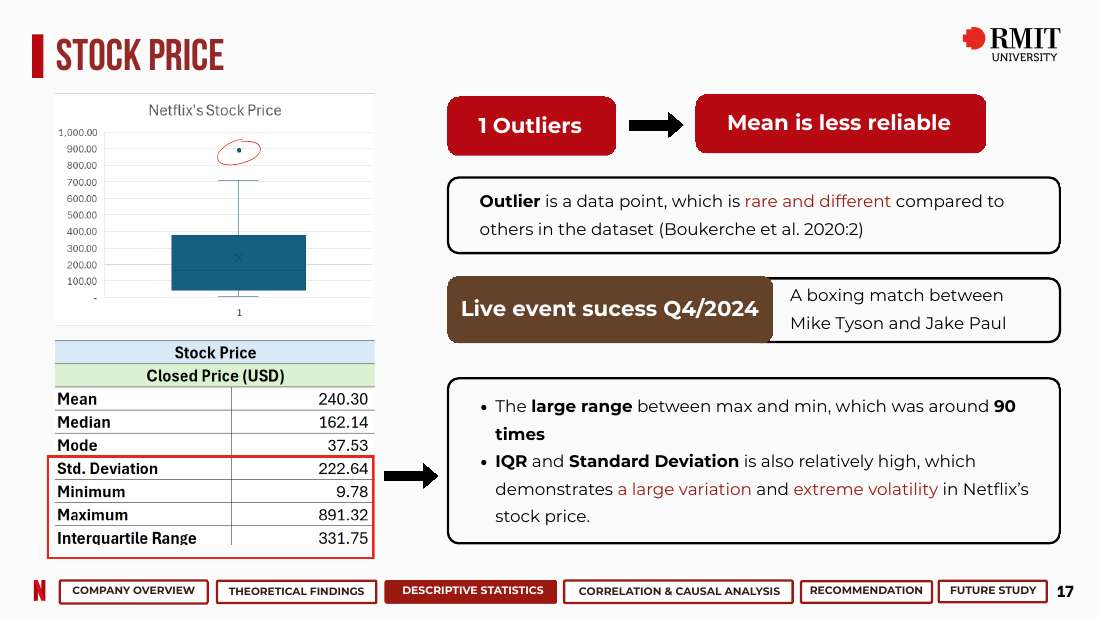 STOCK PRICE
RMIT
UNIVERSITY
Netflix's Stock Price
1,000.00
900.00
800.00
700.00
600.00
500.00
400.00
300.00
200.00
100.00
-
1
1 Outliers
Mean is less reliable
Outlier is a data point, which is rare and different compared to
others in the dataset (Boukerche et al. 2020:2)
Live event sucess Q4/2024
A boxing match between
Mike Tyson and Jake Paul
Stock Price
Closed Price (USD)
Mean 240.30
Median 162.14
Mode 37.53
Std. Deviation 222.64
Minimum 9.78
Maximum 891.32
Interquartile Range 331.75
• The large range between max and min, which was around 90
times
• IQR and Standard Deviation is also relatively high, which
demonstrates a large variation and extreme volatility in Netflix's
stock price.
N COMPANY OVERVIEW THEORETICAL FINDINGS DESCRIPTIVE STATISTICS CORRELATION & CAUSAL ANALYSIS RECOMMENDATION FUTURE STUDY 17